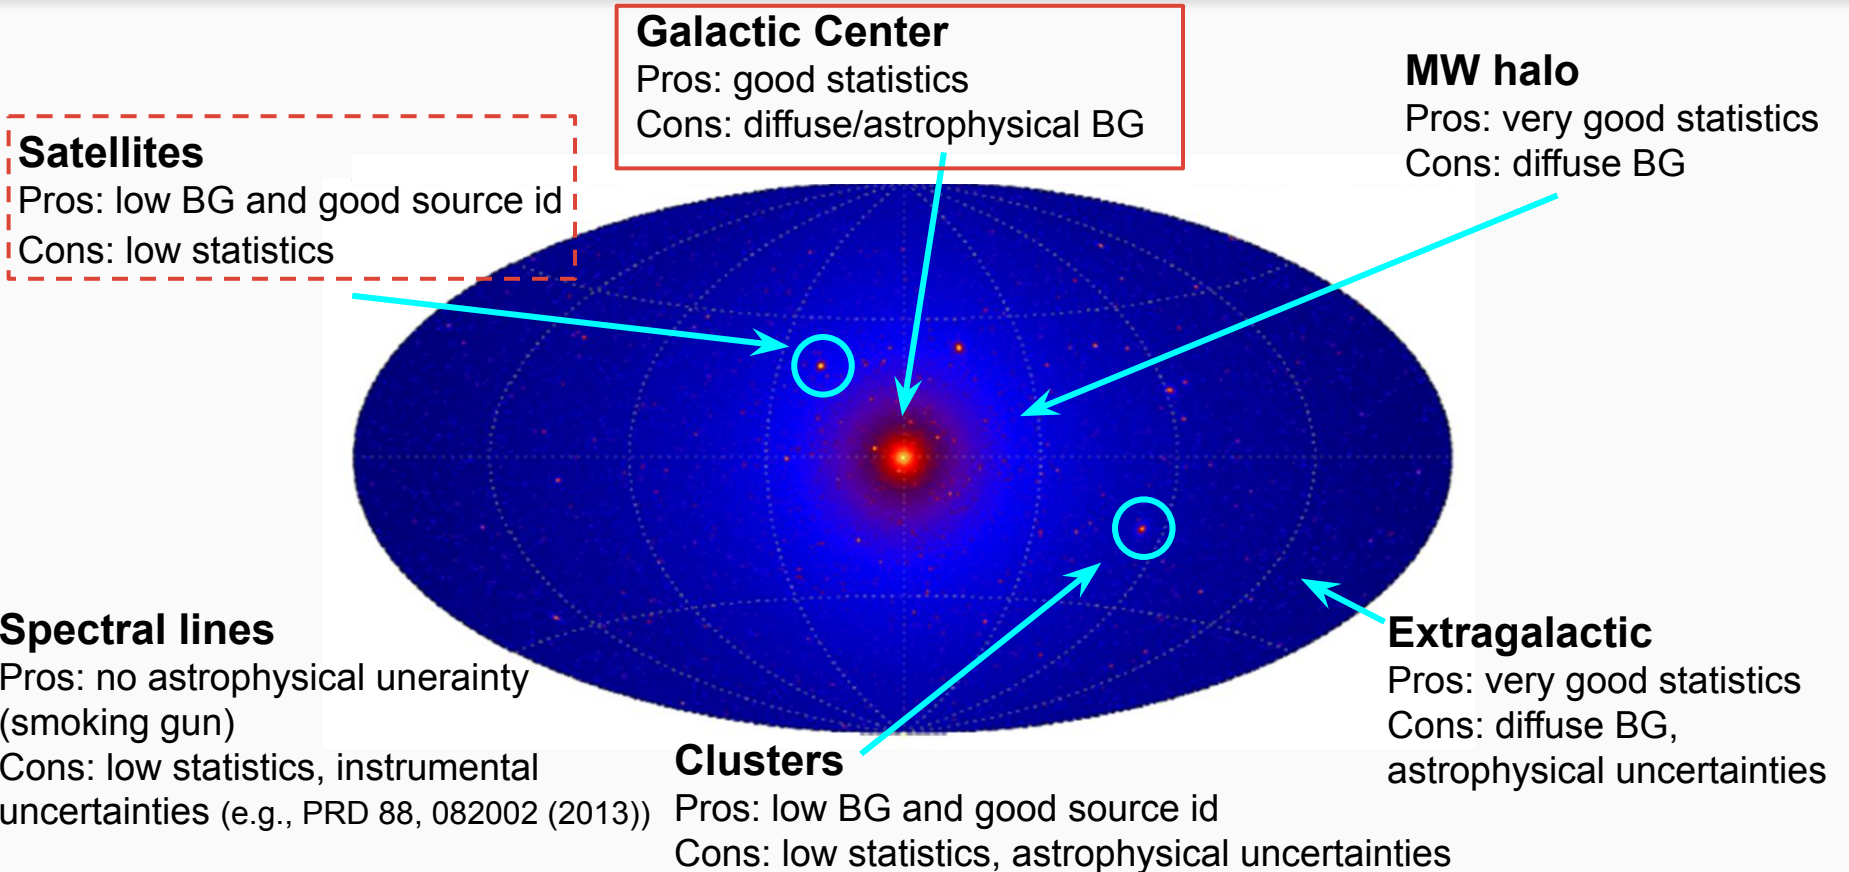 Galactic Center
Pros: good statistics
Cons: diffuse/astrophysical BG
MW halo
Pros: very good statistics
Cons: diffuse BG
Satellites
Pros: low BG and good source id
Cons: low statistics
Spectral lines
Pros: no astrophysical unerainty
(smoking gun)
Cons: low statistics, instrumental
uncertainties (e.g., PRD 88, 082002 (2013))
Clusters
Pros: low BG and good source id
Cons: low statistics, astrophysical uncertainties
Extragalactic
Pros: very good statistics
Cons: diffuse BG,
astrophysical uncertainties